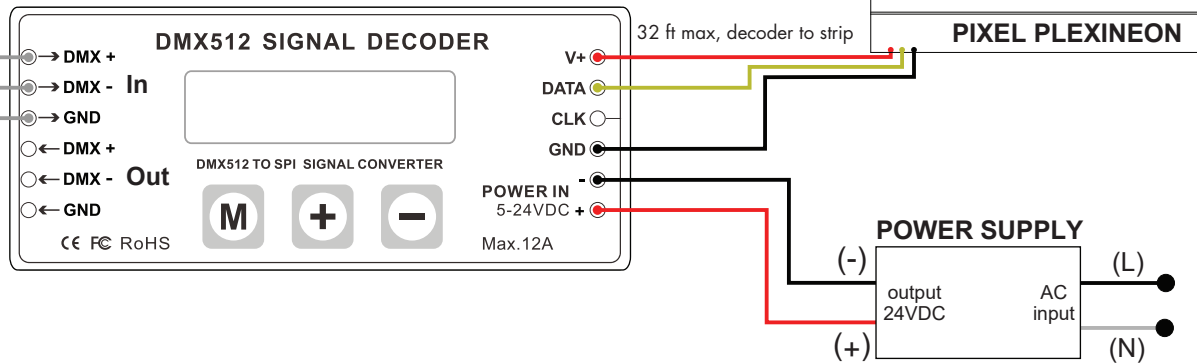 DMX512 SIGNAL DECODER
DMX +
DMX - In
GND
DMX +
DMX - Out
GND
CE FC RoHS
DMX512 TO SPI SIGNAL CONVERTER
M + −
V+
DATA
CLK
GND
-
POWER IN
5-24VDC +
Max.12A
32 ft max, decoder to strip
PIXEL PLEXINEON
POWER SUPPLY
(-)
(+)
output
24VDC
AC
input
(L)
(N)